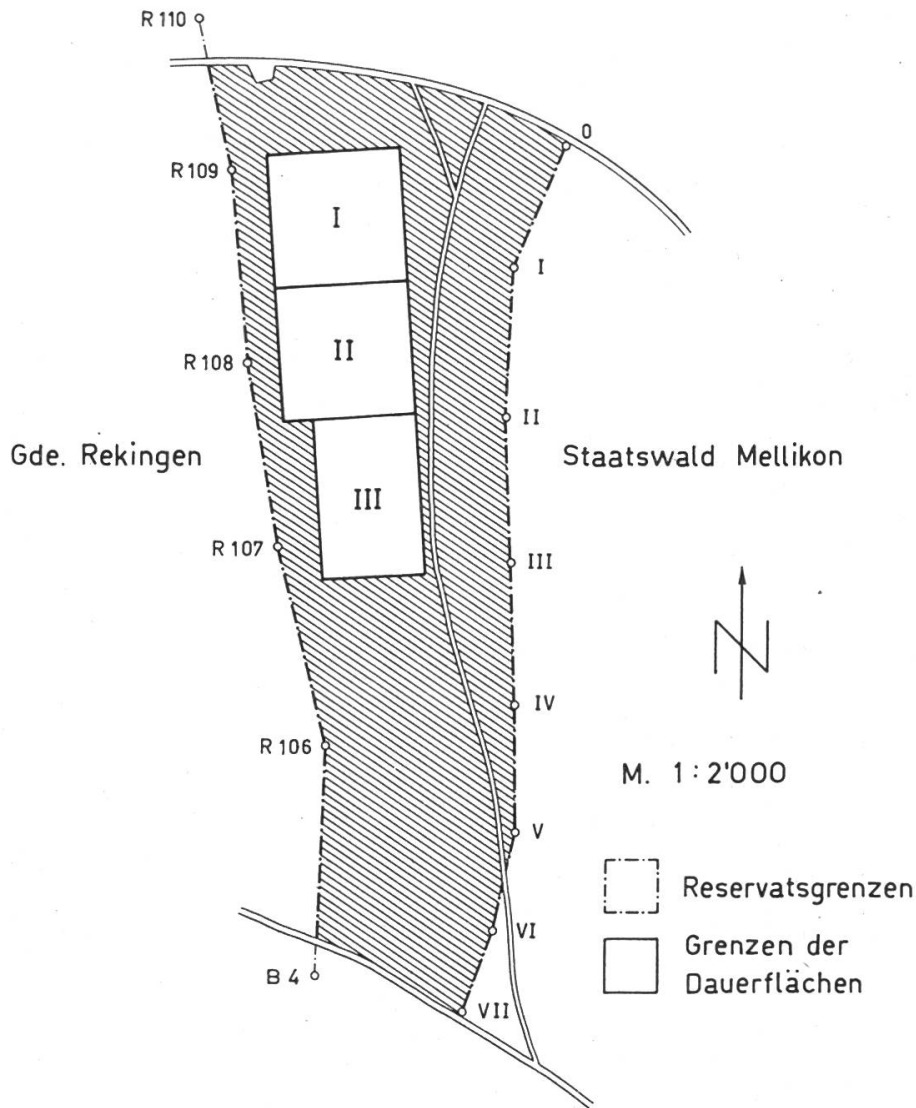 R 110
O
R 109
I
I
R 108
II
II
Gde. Rekingen
Staatswald Mellikon
III
R 107
III
IV
R 106
M. 1:2'000
V
Reservatsgrenzen
VI
Grenzen der
Dauerflächen
B 4
VII